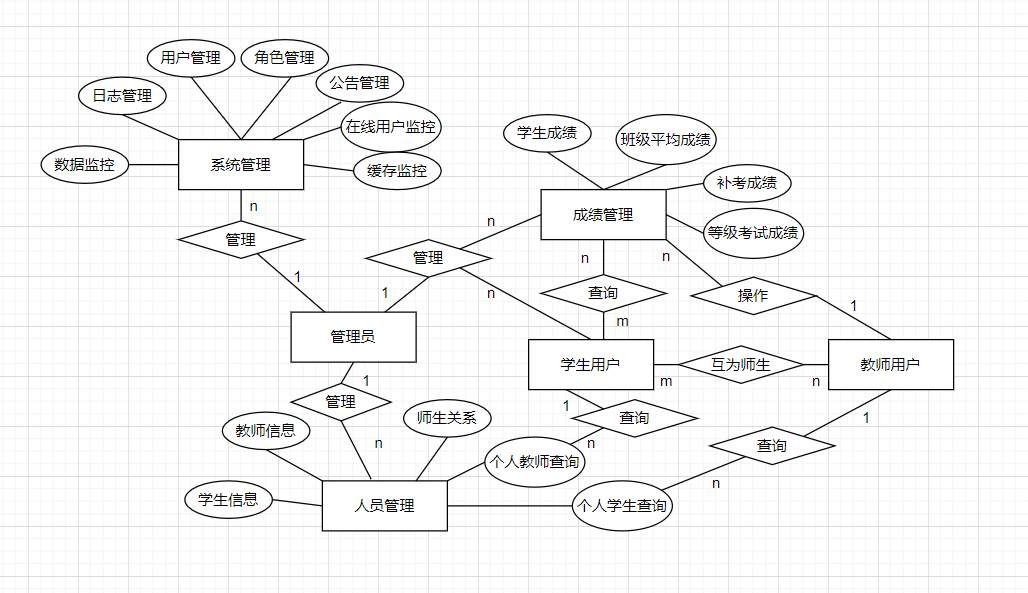 用户管理
角色管理
公告管理
日志管理
在线用户监控
学生成绩
班级平均成绩
数据监控
系统管理
缓存监控
补考成绩
n
成绩管理
n
等级考试成绩
管理
管理
n
n
1
1
n
查询
操作
1
m
管理员
学生用户
互为师生
教师用户
1
m
n
管理
1
查询
1
教师信息
师生关系
n
n
查询
个人教师查询
n
学生信息
人员管理
个人学生查询